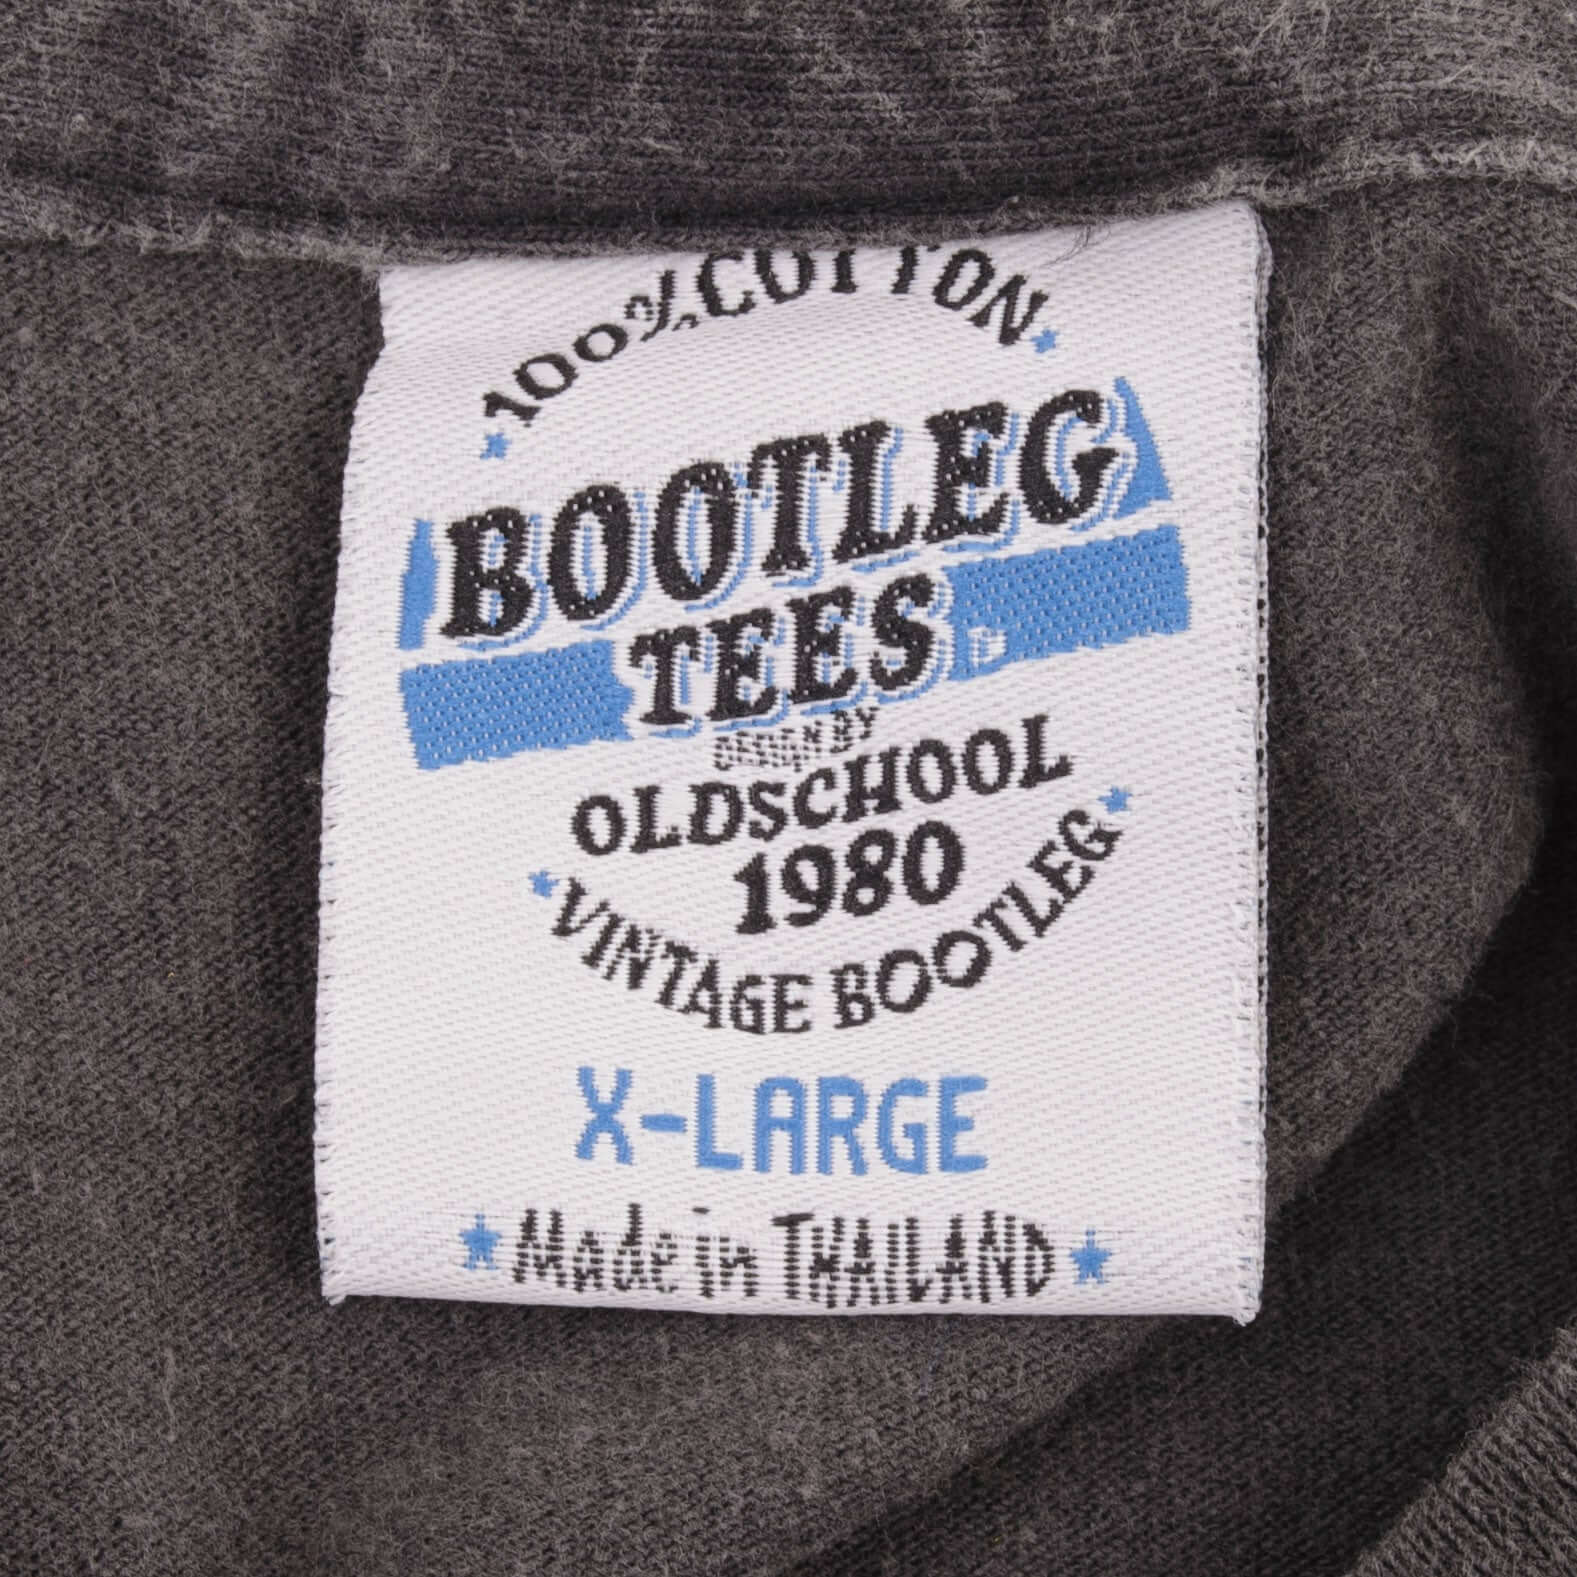 100% COTTON
BOOTLEG
TEES
DESIGN BY
OLDSCHOOL
1980
VINTAGE BOOTLEG
X-LARGE
Made in THAILAND